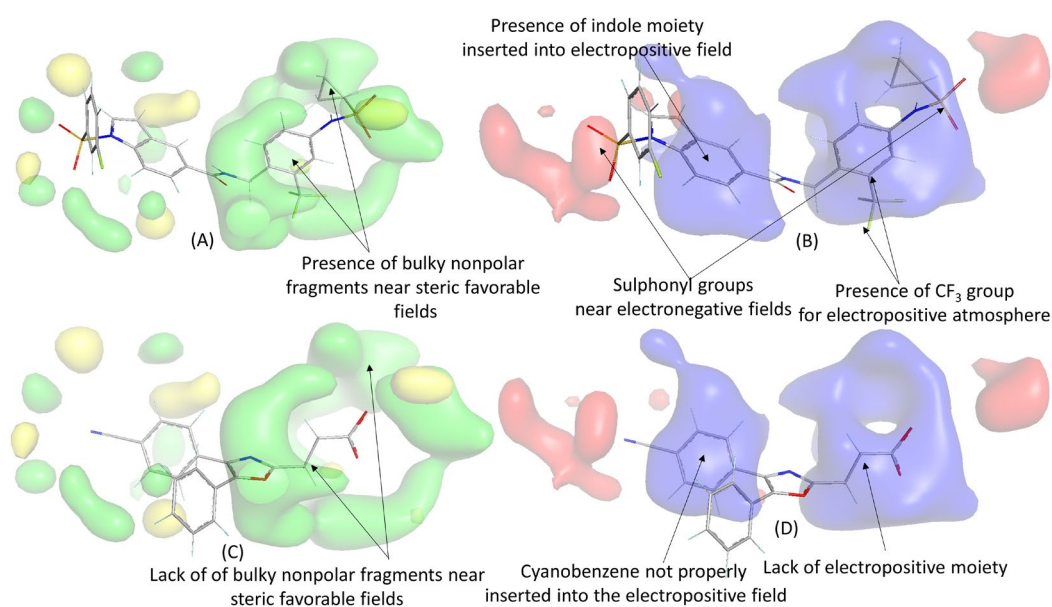 Presence of indole moiety
inserted into electropositive field
(A)
(B)
Presence of bulky nonpolar
fragments near steric favorable
fields
Sulphonyl groups
near electronegative fields
Presence of CF₃ group
for electropositive atmosphere
(C)
(D)
Lack of of bulky nonpolar fragments near
steric favorable fields
Cyanobenzene not properly
inserted into the electropositive field
Lack of electropositive moiety